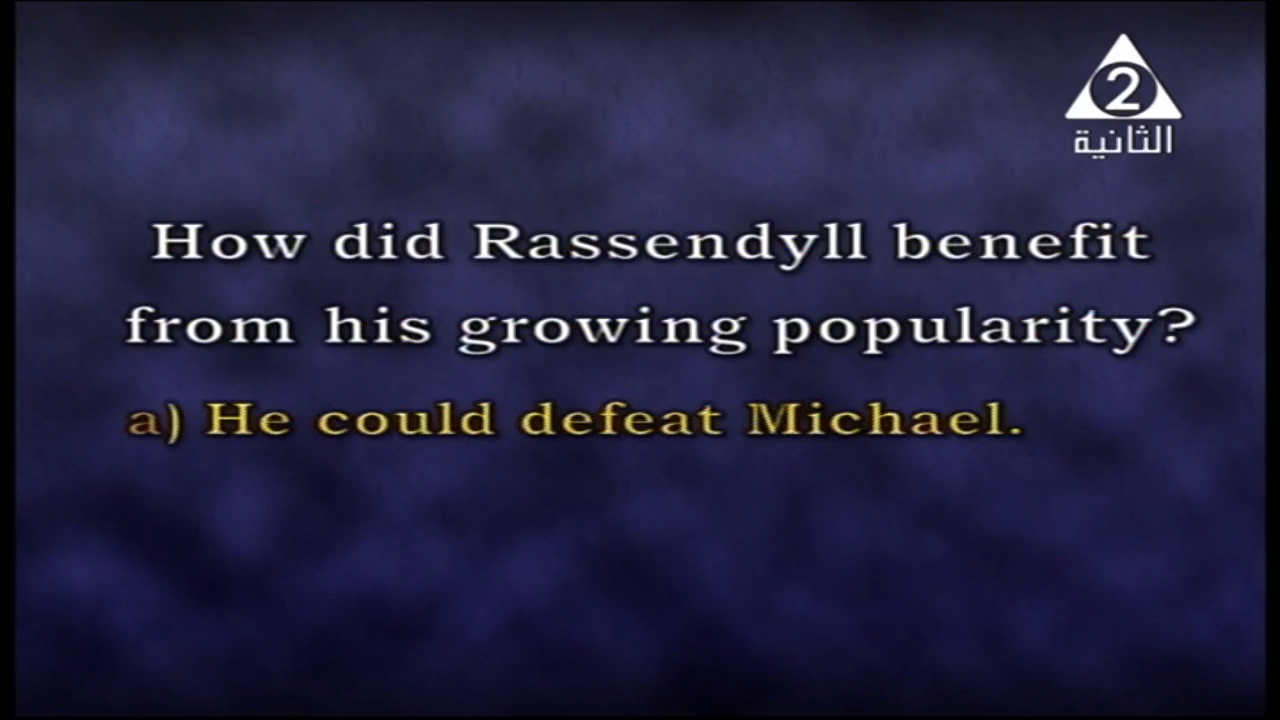 2
الثانية
How did Rassendyll benefit
from his growing popularity?
a) He could defeat Michael.